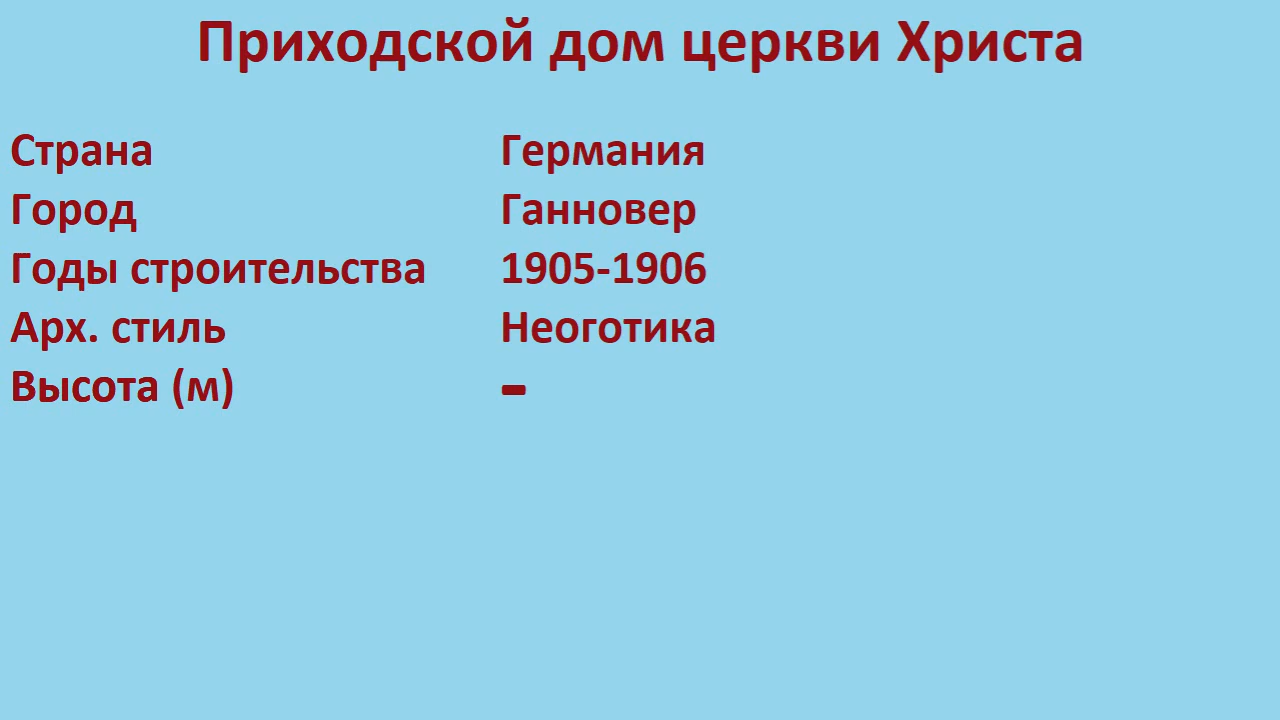 Приходской дом церкви Христа
Страна Германия
Город Ганновер
Годы строительства 1905-1906
Арх. стиль Неоготика
Высота (м) -